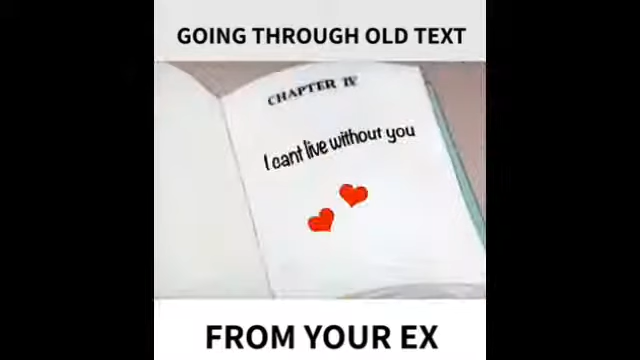 GOING THROUGH OLD TEXT
CHAPTER IV
I cant live without you
FROM YOUR EX